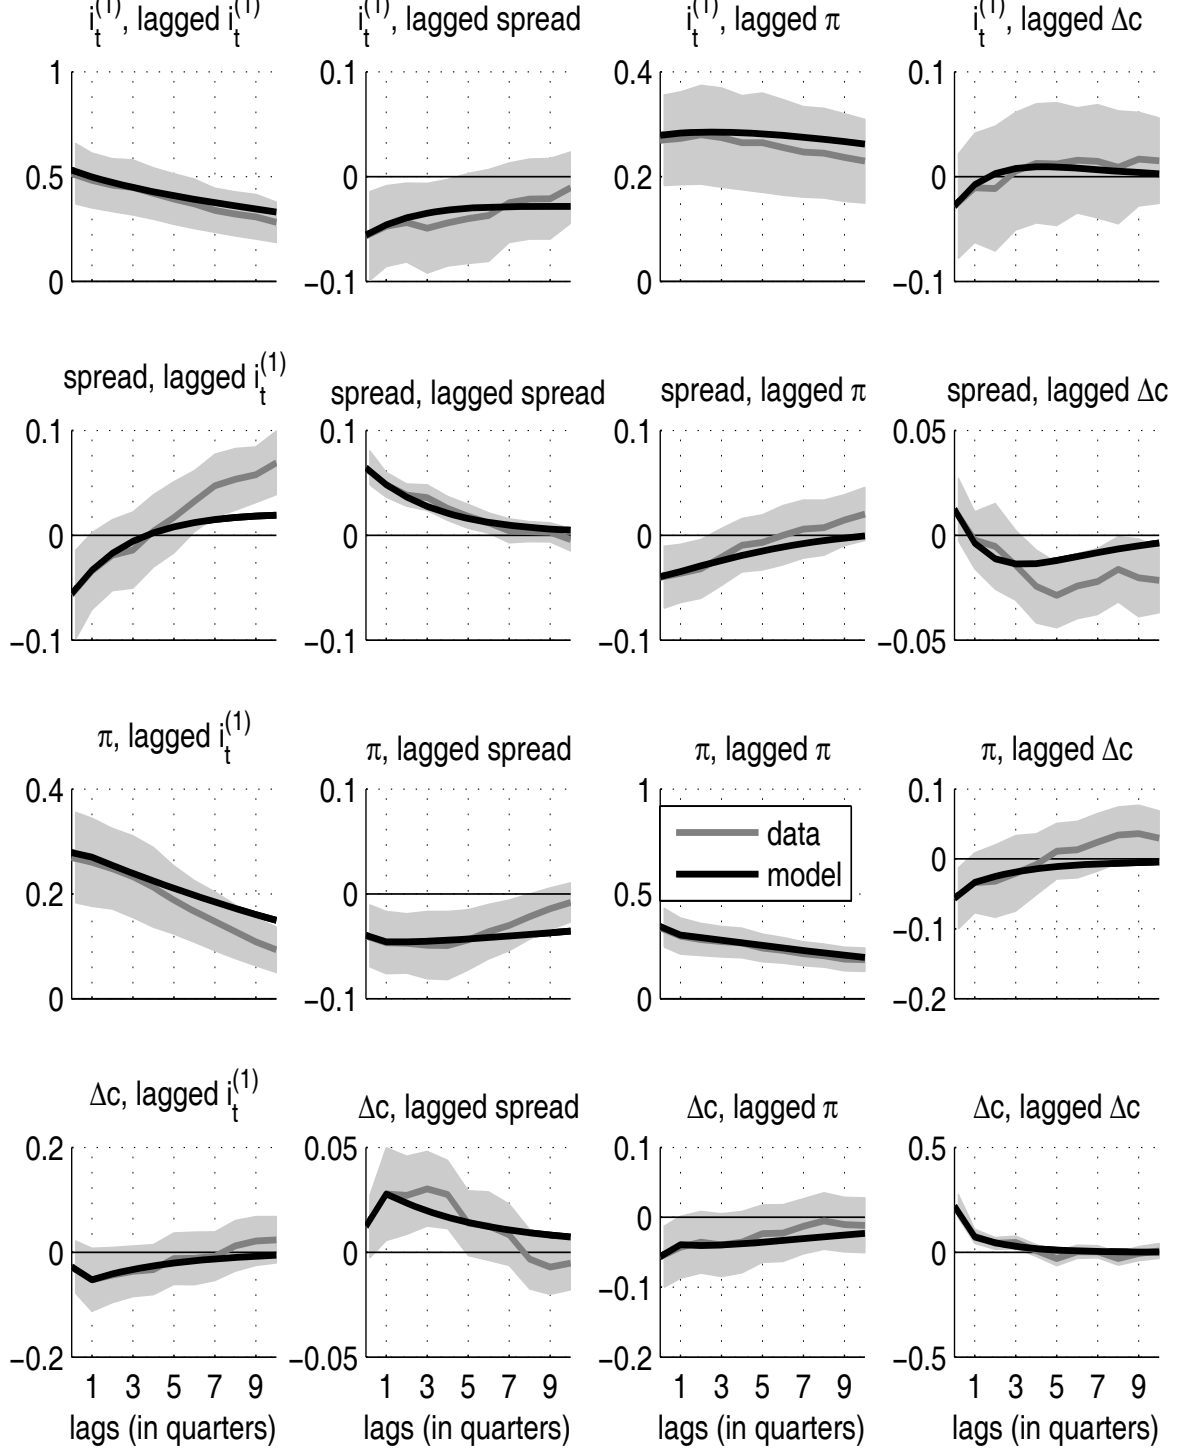 i_t^(1), lagged i_t^(1)
i_t^(1), lagged spread
i_t^(1), lagged π
i_t^(1), lagged Δc
1
0.5
0
0.1
0
−0.1
0.4
0.2
0
0.1
0
−0.1
spread, lagged i_t^(1)
spread, lagged spread
spread, lagged π
spread, lagged Δc
0.1
0
−0.1
0.1
0
−0.1
0.1
0
−0.1
0.05
0
−0.05
π, lagged i_t^(1)
π, lagged spread
π, lagged π
π, lagged Δc
0.4
0.2
0
0.1
0
−0.1
1
0.5
0
data
model
0.1
0
−0.1
−0.2
Δc, lagged i_t^(1)
Δc, lagged spread
Δc, lagged π
Δc, lagged Δc
0.2
0
−0.2
0.05
0
−0.05
0.1
0
−0.1
−0.2
0.5
0
−0.5
1 3 5 7 9
1 3 5 7 9
1 3 5 7 9
1 3 5 7 9
lags (in quarters)
lags (in quarters)
lags (in quarters)
lags (in quarters)